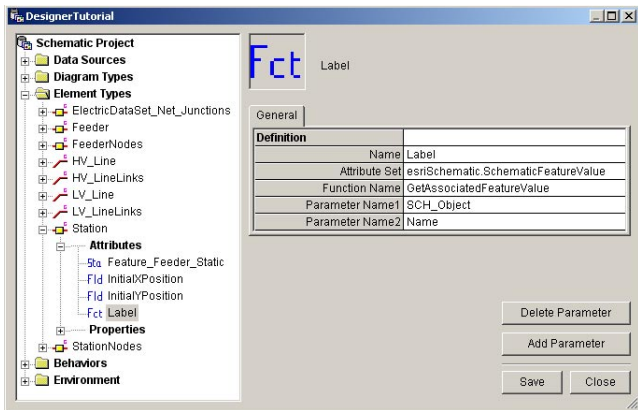 DesignerTutorial
Schematic Project
Data Sources
Diagram Types
Element Types
ElectricDataSet_Net_Junctions
Feeder
FeederNodes
HV_Line
HV_LineLinks
LV_Line
LV_LineLinks
Station
Attributes
Sta Feature_Feeder_Static
Fld InitialXPosition
Fld InitialYPosition
Fct Label
Properties
StationNodes
Behaviors
Environment
Fct Label
General
Definition
Name Label
Attribute Set esriSchematic.SchematicFeatureValue
Function Name GetAssociatedFeatureValue
Parameter Name1 SCH_Object
Parameter Name2 Name
Delete Parameter
Add Parameter
Save Close